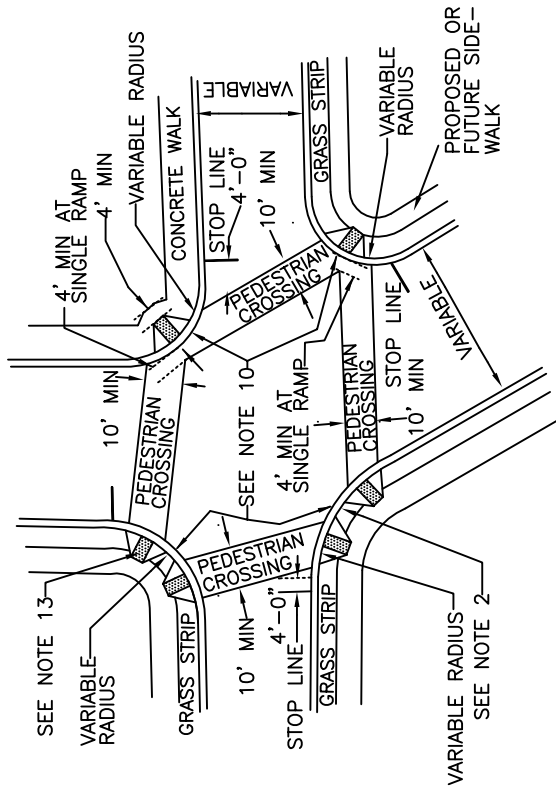 SEE NOTE 13
VARIABLE
RADIUS
GRASS STRIP
10' MIN
STOP LINE
4'-0"
GRASS STRIP
VARIABLE RADIUS
SEE NOTE 2
PEDESTRIAN
CROSSING
10' MIN
PEDESTRIAN
CROSSING
SEE NOTE 10
4' MIN AT
SINGLE RAMP
PEDESTRIAN
CROSSING
10' MIN
STOP LINE
VARIABLE
4' MIN AT
SINGLE RAMP
4' MIN
VARIABLE RADIUS
CONCRETE WALK
STOP LINE
4'-0"
10' MIN
PEDESTRIAN
CROSSING
VARIABLE
GRASS STRIP
VARIABLE
RADIUS
PROPOSED OR
FUTURE SIDE-
WALK